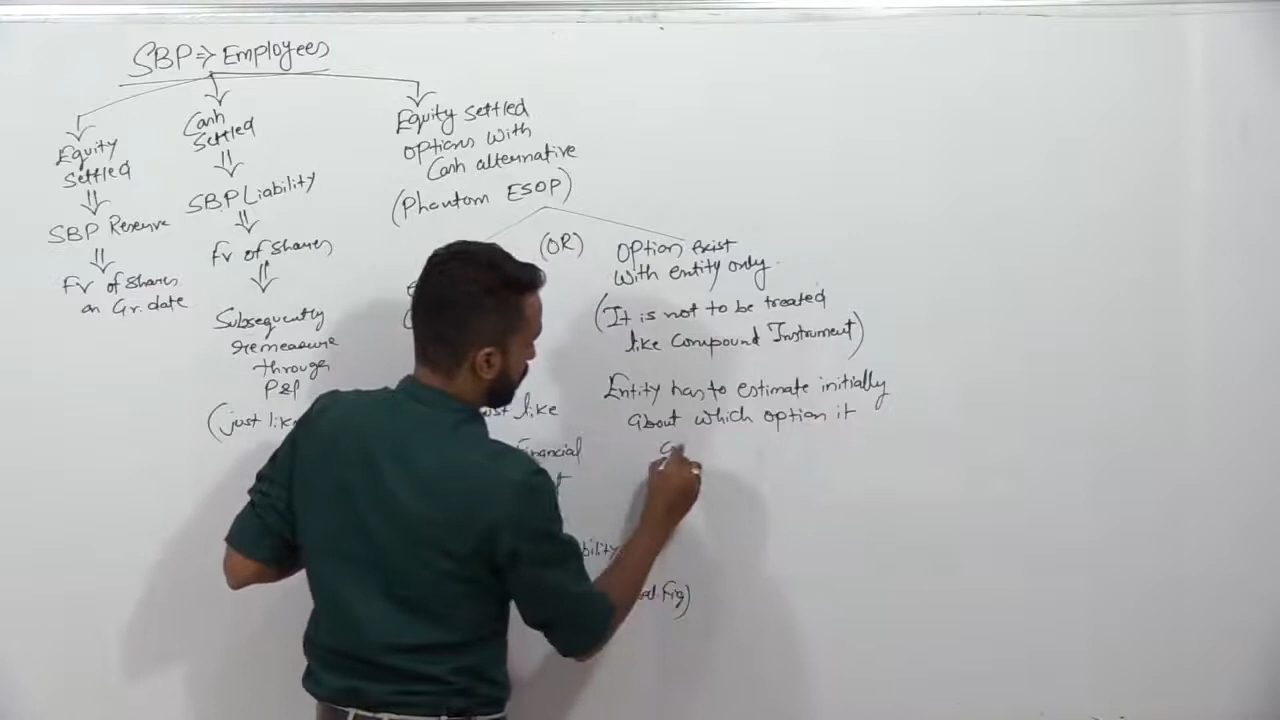 SBP ⇒ Employees
Equity
Settled
SBP Reserve
FV of Shares
on Gr. date
Cash
Settled
SBP Liability
FV of Shares
Subsequently
remeasure
through
P&L
(just like
Equity Settled
options with
Cash alternative
(Phantom ESOP)
(OR)
just like
Financial
bility
Fig)
Option exist
with entity only.
(It is not to be treated
like Compound Instrument)
Entity has to estimate initially
about which option it